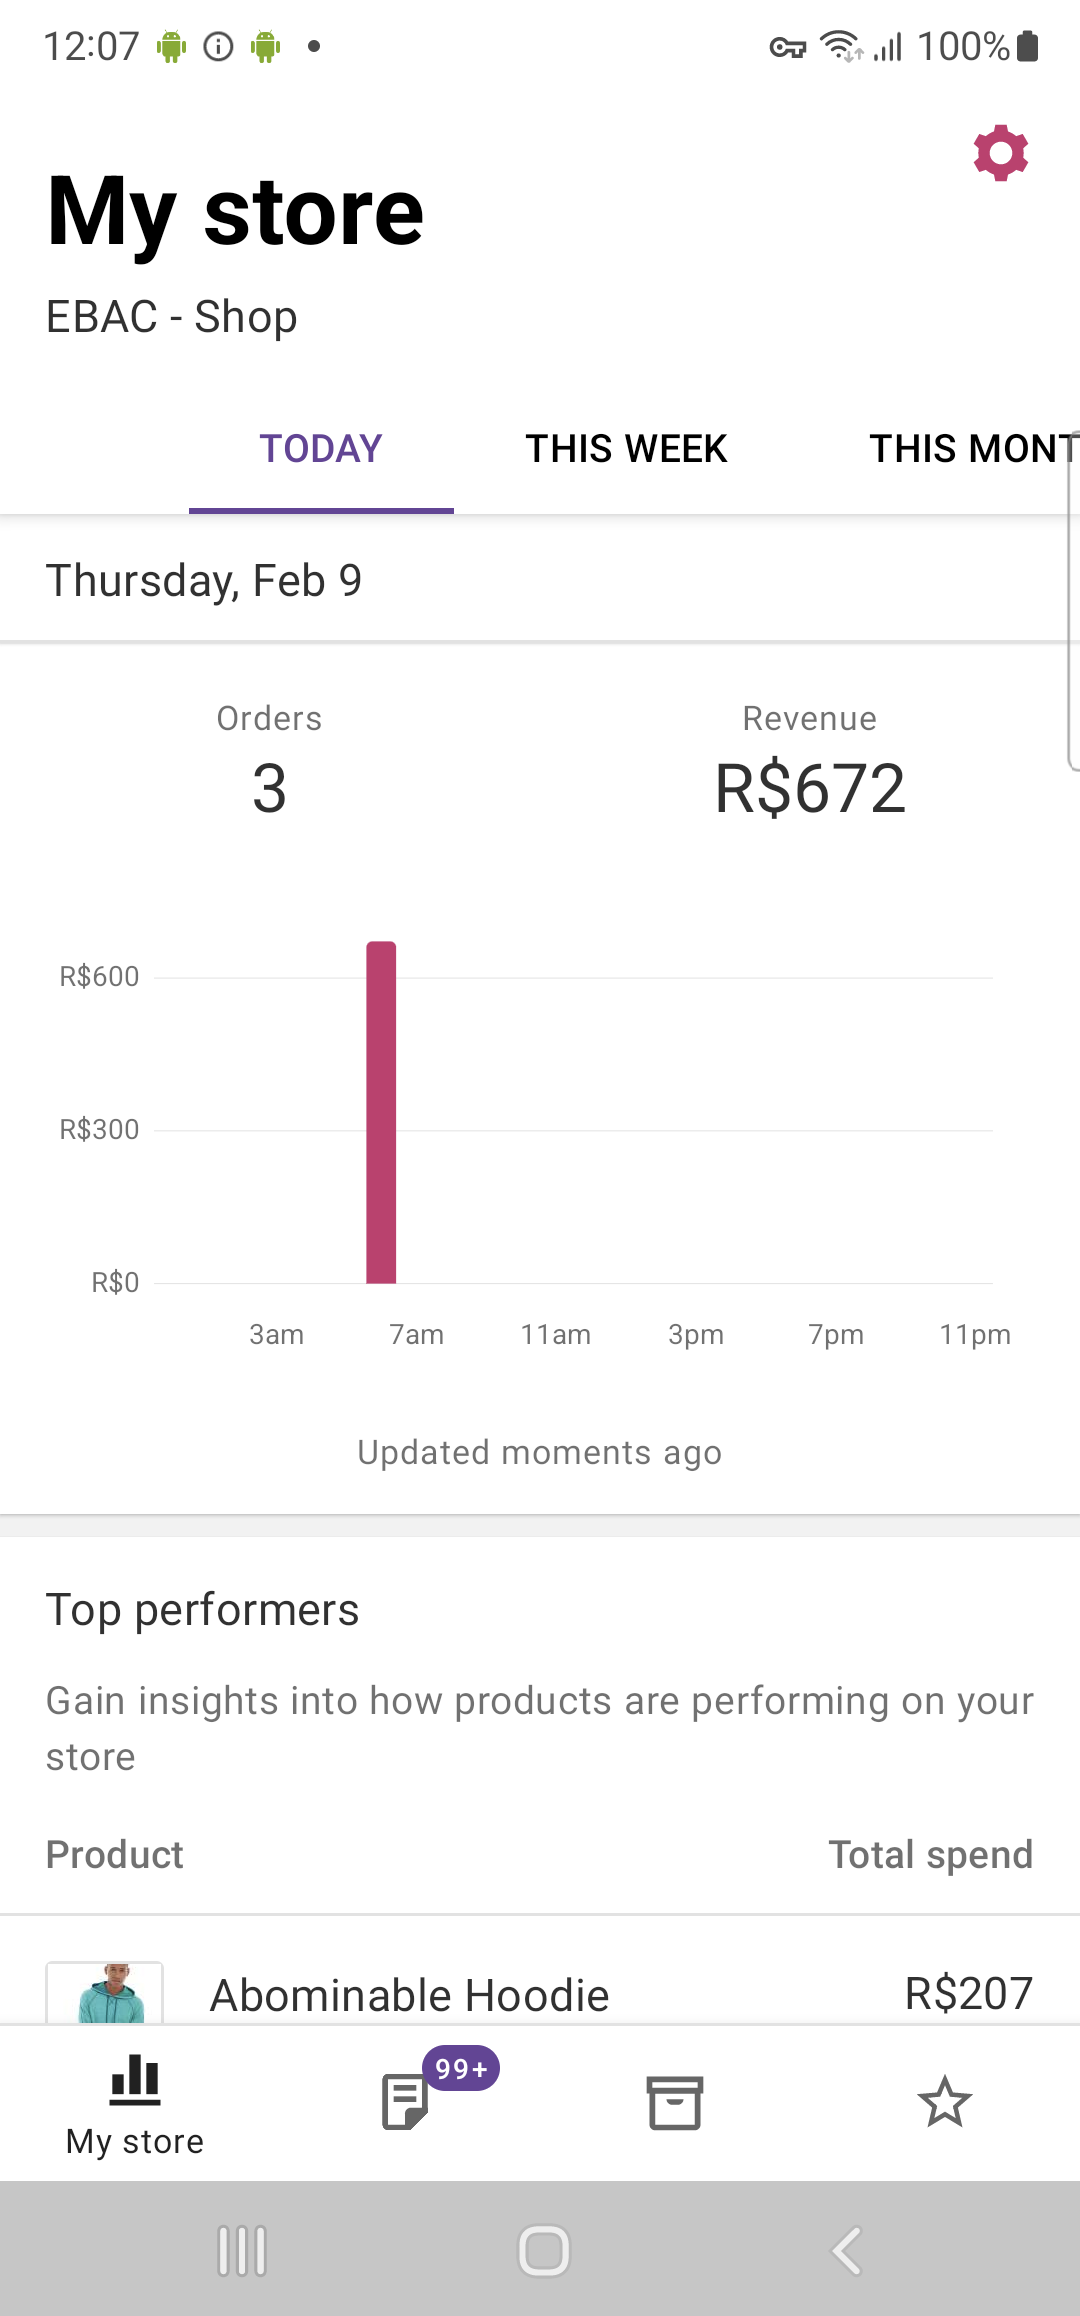 12:07
100%
My store
EBAC - Shop
TODAY THIS WEEK THIS MONT
Thursday, Feb 9
Orders Revenue
3 R$672
R$600
R$300
R$0
3am 7am 11am 3pm 7pm 11pm
Updated moments ago
Top performers
Gain insights into how products are performing on your
store
Product Total spend
Abominable Hoodie R$207
99+
My store